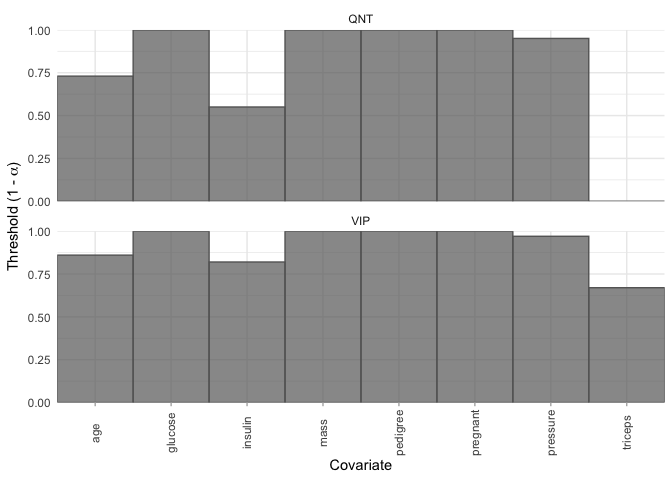 QNT
1.00
0.75
0.50
0.25
0.00
VIP
1.00
0.75
0.50
0.25
0.00
Threshold (1 - α)
age
glucose
insulin
mass
pedigree
pregnant
pressure
triceps
Covariate